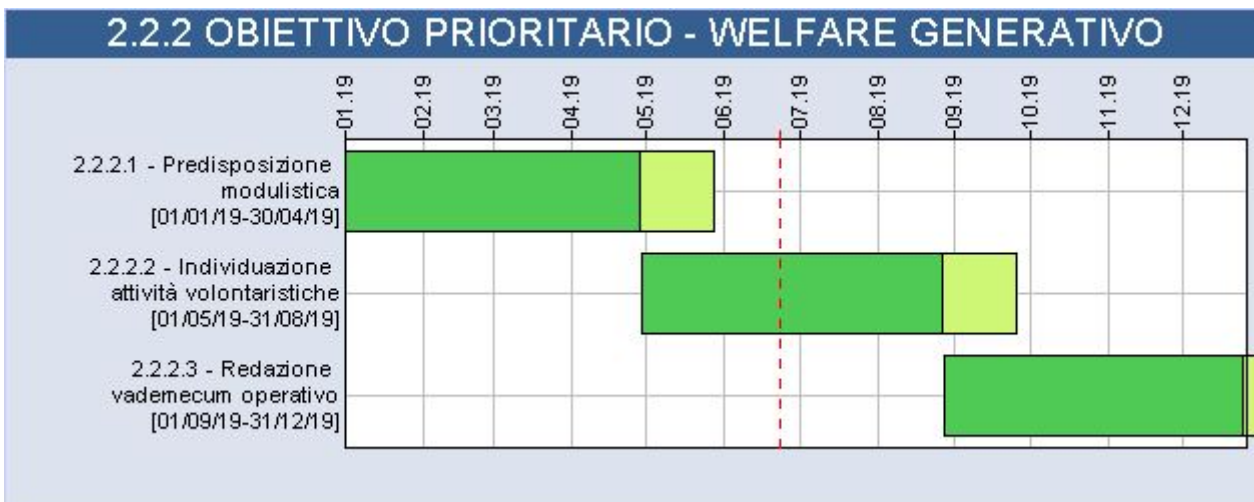 2.2.2 OBIETTIVO PRIORITARIO - WELFARE GENERATIVO
01.19
02.19
03.19
04.19
05.19
06.19
07.19
08.19
09.19
10.19
11.19
12.19
2.2.2.1 - Predisposizione
modulistica
[01/01/19-30/04/19]
2.2.2.2 - Individuazione
attività volontaristiche
[01/05/19-31/08/19]
2.2.2.3 - Redazione
vademecum operativo
[01/09/19-31/12/19]